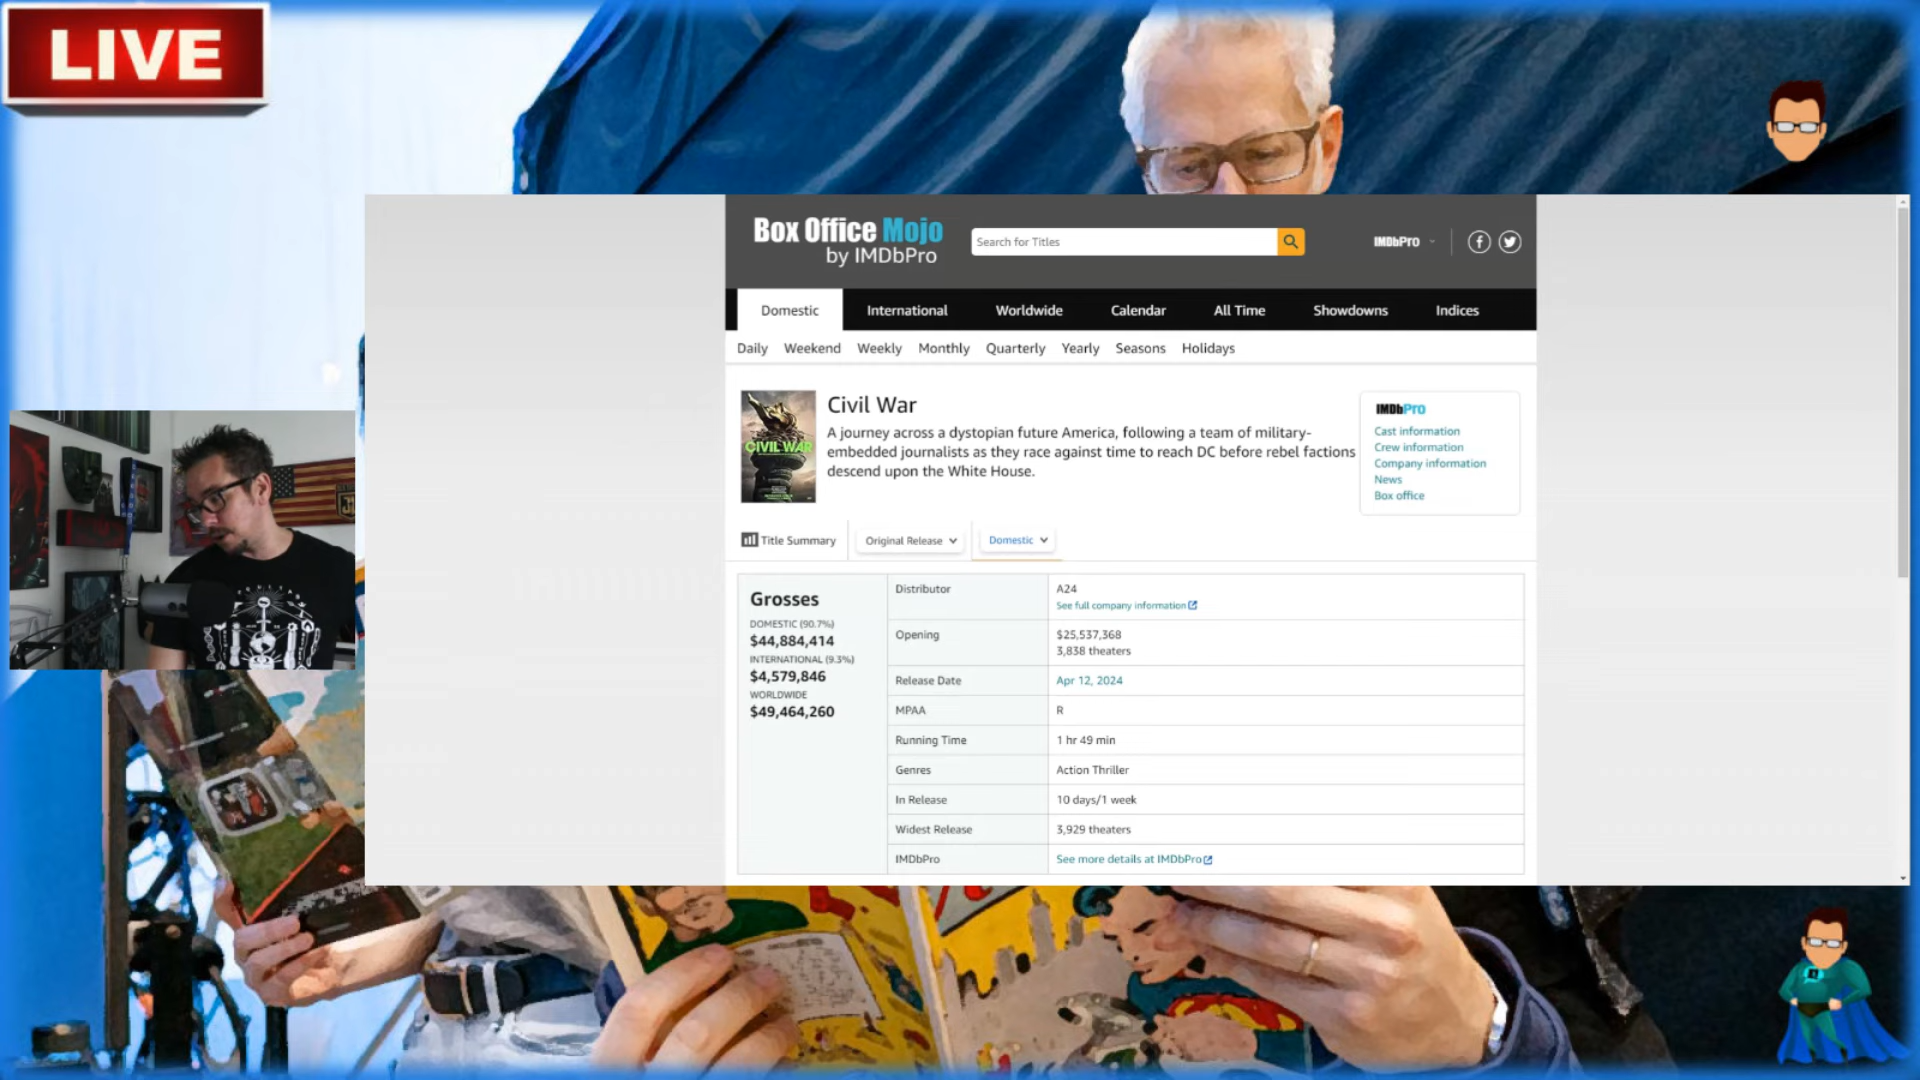 LIVE
Box Office Mojo
by IMDbPro
Search for Titles
IMDbPro
Domestic
International
Worldwide
Calendar
All Time
Showdowns
Indices
Daily
Weekend
Weekly
Monthly
Quarterly
Yearly
Seasons
Holidays
CIVIL WAR
Civil War
A journey across a dystopian future America, following a team of military-
embedded journalists as they race against time to reach DC before rebel factions
descend upon the White House.
IMDbPro
Cast information
Crew information
Company information
News
Box office
Title Summary
Original Release
Domestic
Grosses
DOMESTIC (90.7%)
$44,884,414
INTERNATIONAL (9.3%)
$4,579,846
WORLDWIDE
$49,464,260
Distributor
A24
See full company information
Opening
$25,537,368
3,838 theaters
Release Date
Apr 12, 2024
MPAA
R
Running Time
1 hr 49 min
Genres
Action Thriller
In Release
10 days/1 week
Widest Release
3,929 theaters
IMDbPro
See more details at IMDbPro